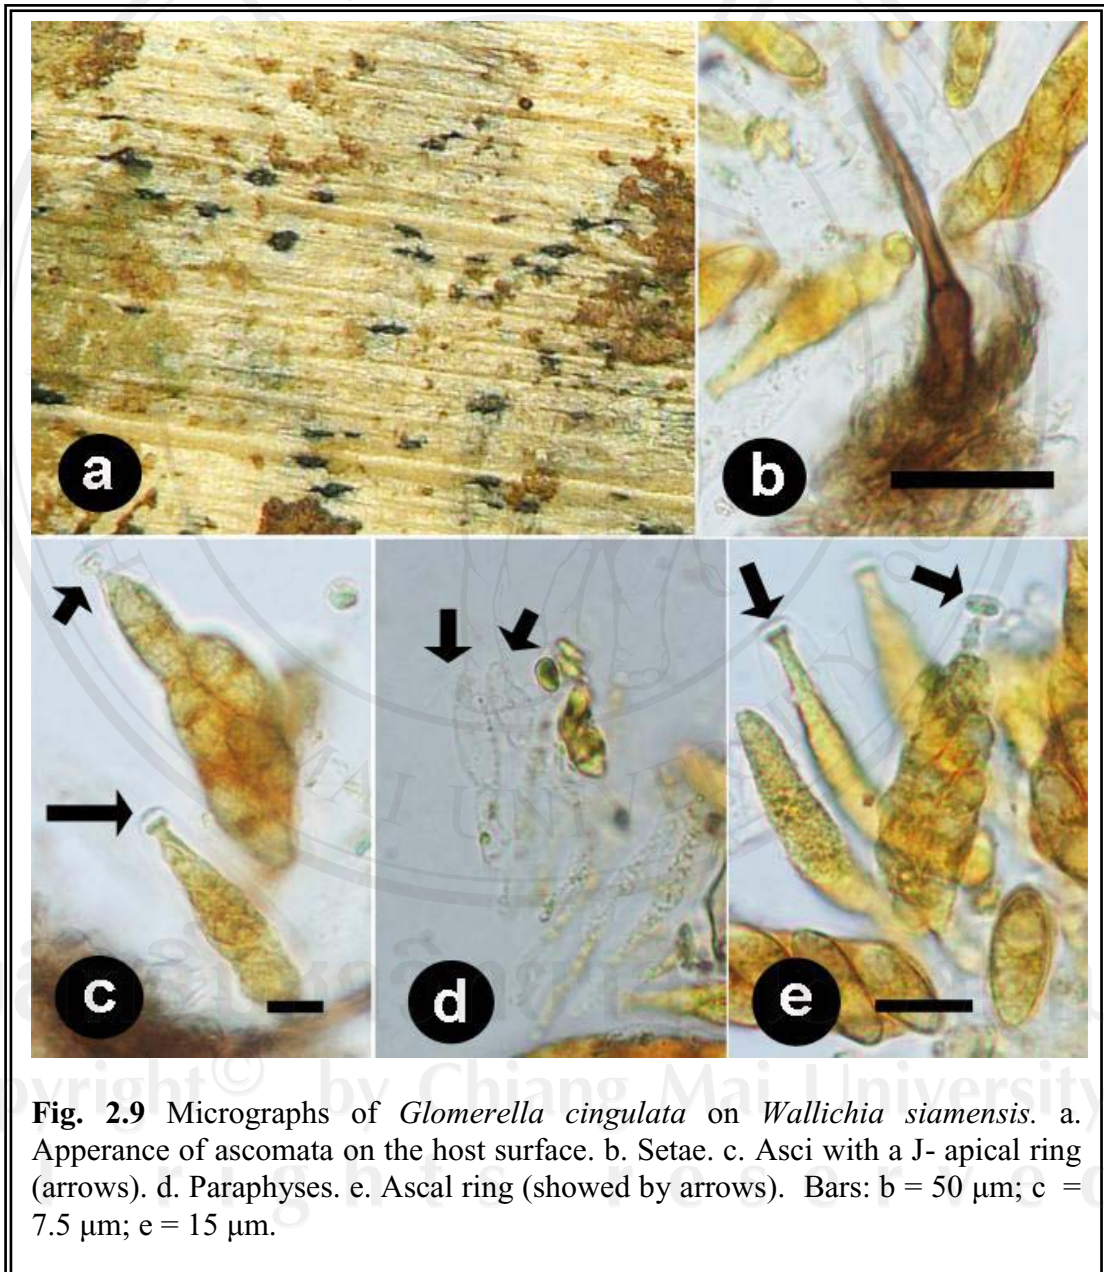 a
b
c
d
e
Fig. 2.9 Micrographs of Glomerella cingulata on Wallichia siamensis. a.
Apperance of ascomata on the host surface. b. Setae. c. Asci with a J- apical ring
(arrows). d. Paraphyses. e. Ascal ring (showed by arrows). Bars: b = 50 μm; c =
7.5 μm; e = 15 μm.
Copyright© by Chiang Mai University
rights reserved